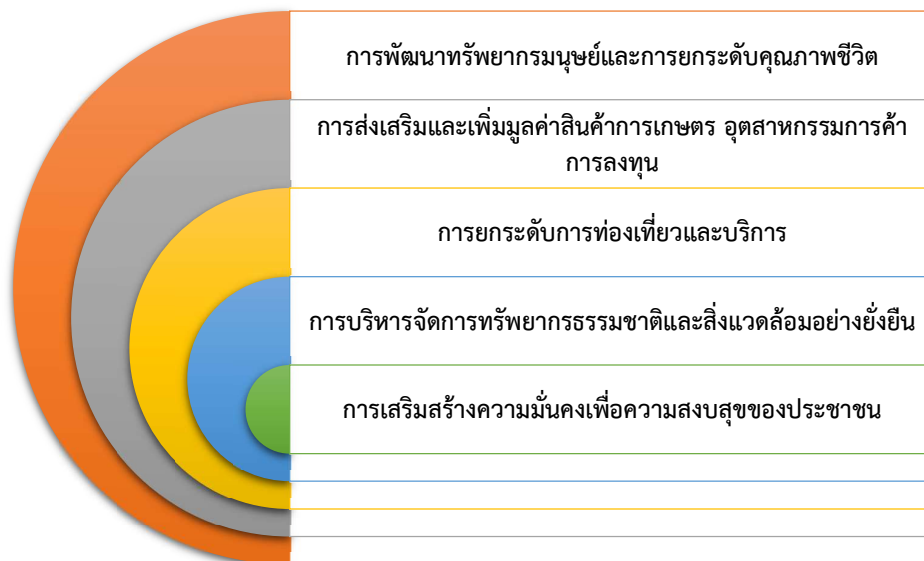 การพัฒนาทรัพยากรมนุษย์และการยกระดับคุณภาพชีวิต
การส่งเสริมและเพิ่มมูลค่าสินค้าการเกษตร อุตสาหกรรมการค้า
การลงทุน
การยกระดับการท่องเที่ยวและบริการ
การบริหารจัดการทรัพยากรธรรมชาติและสิ่งแวดล้อมอย่างยั่งยืน
การเสริมสร้างความมั่นคงเพื่อความสงบสุขของประชาชน